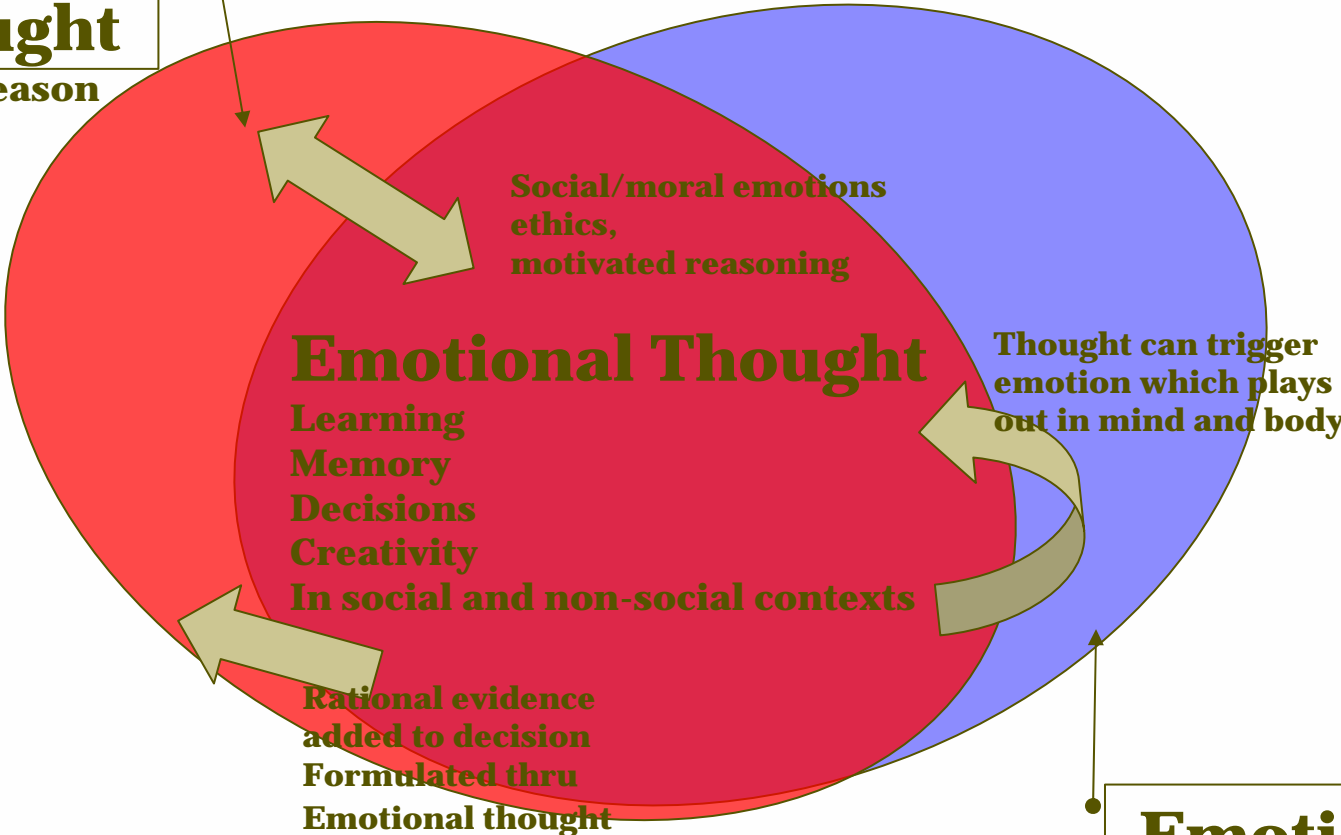 ught
eason
Social/moral emotions
ethics,
motivated reasoning
Emotional Thought
Learning
Memory
Decisions
Creativity
In social and non-social contexts
Thought can trigger
emotion which plays
out in mind and body
Rational evidence
added to decision
Formulated thru
Emotional thought
Emoti